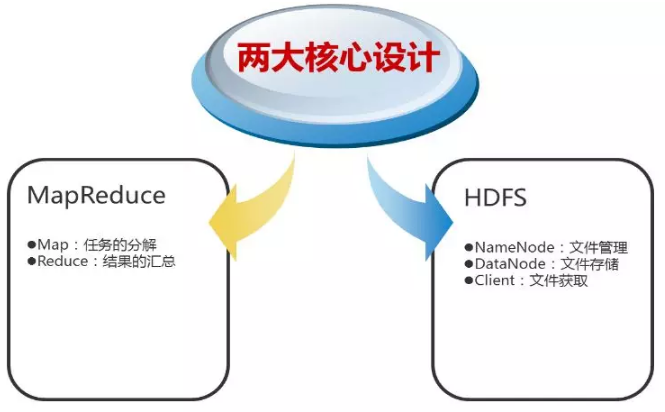 两大核心设计
MapReduce
●Map：任务的分解
●Reduce：结果的汇总
HDFS
●NameNode：文件管理
●DataNode：文件存储
●Client：文件获取